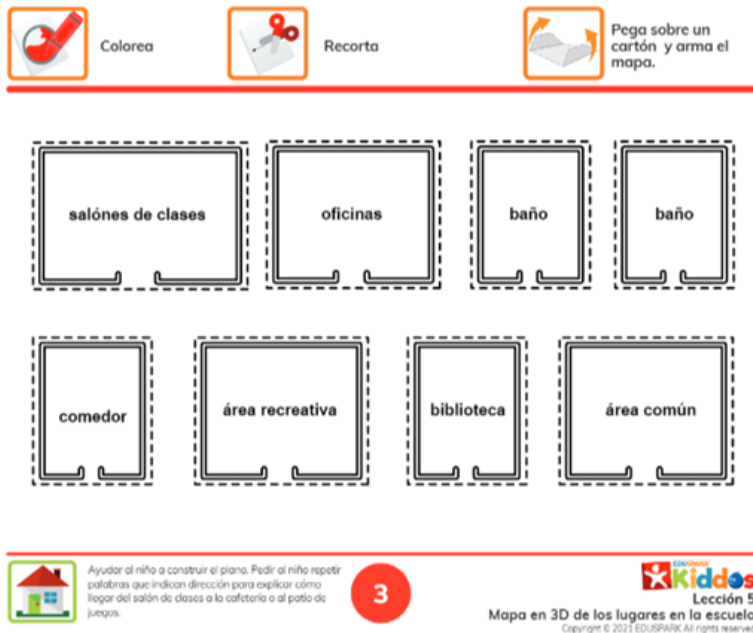 Colorea
Recorta
Pega sobre un
cartón y arma el
mapa.
salónes de clases
oficinas
baño
baño
comedor
área recreativa
biblioteca
área común
Ayudar al niño a construir el plano. Pedir al niño repetir
palabras que indican dirección para explicar cómo
llegar del salón de clases a la cafetería o al patio de
juegos.
3
EDUSPARK
Kiddos
Lección 5
Mapa en 3D de los lugares en la escuela
Copyright © 2021 EDUSPARK All rights reserved